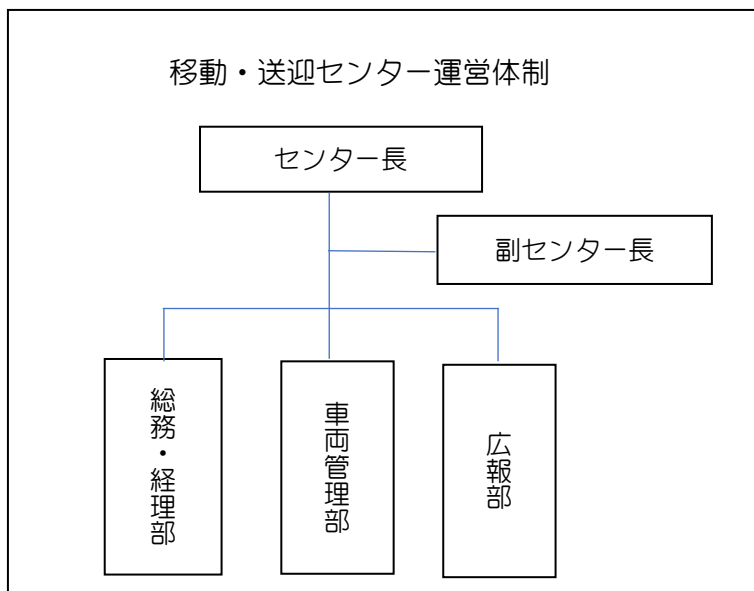 移動・送迎センター運営体制
センター長
副センター長
総務・経理部
車両管理部
広報部